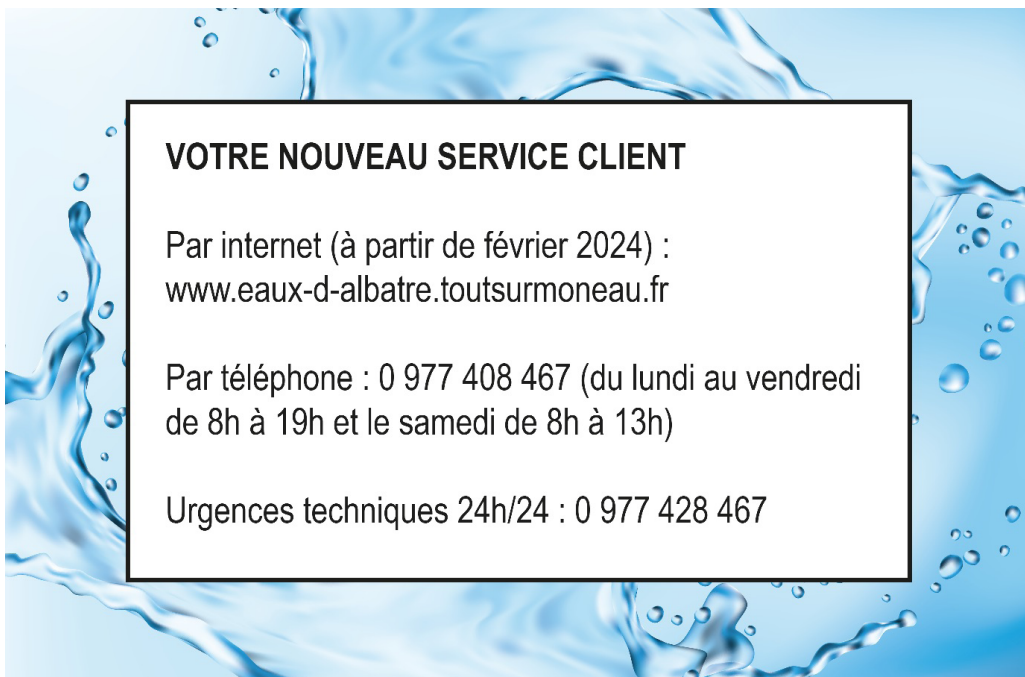 VOTRE NOUVEAU SERVICE CLIENT
Par internet (à partir de février 2024) :
www.eaux-d-albatre.toutsurmoneau.fr
Par téléphone : 0 977 408 467 (du lundi au vendredi
de 8h à 19h et le samedi de 8h à 13h)
Urgences techniques 24h/24 : 0 977 428 467